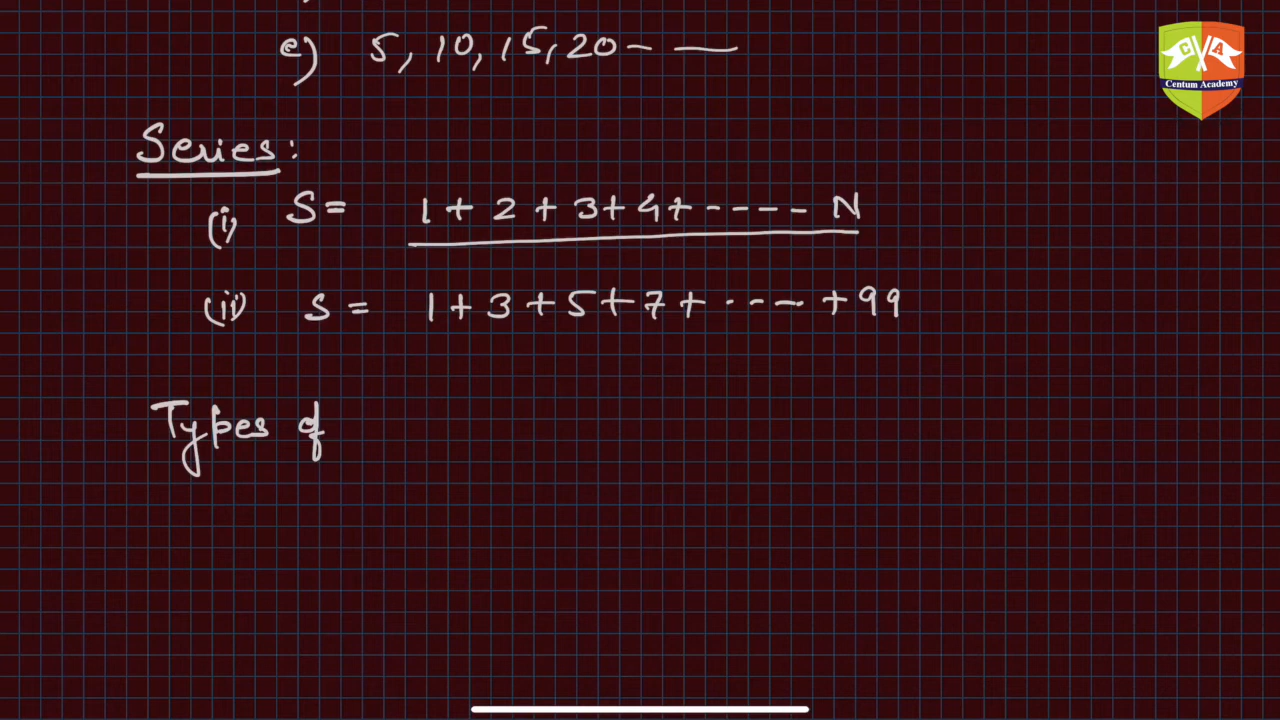 e) 5, 10, 15, 20 - —
C A
Centum Academy
Series:
(i) S = 1 + 2 + 3 + 4 + ---- N
(ii) S = 1 + 3 + 5 + 7 + ---- + 99
Types of